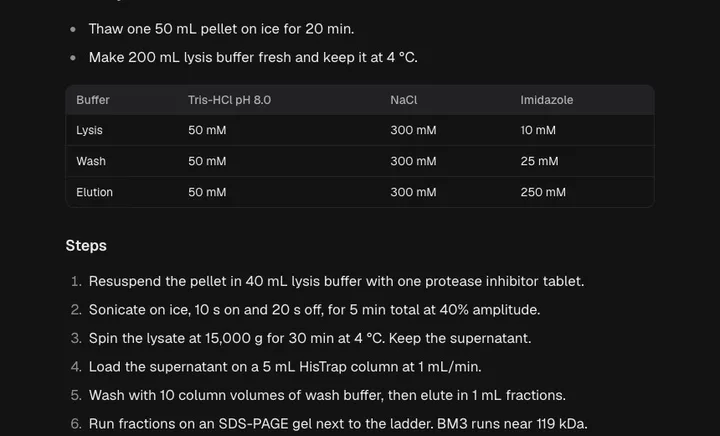 Thaw one 50 mL pellet on ice for 20 min.
Make 200 mL lysis buffer fresh and keep it at 4 °C.
Buffer Tris-HCl pH 8.0 NaCl Imidazole
Lysis 50 mM 300 mM 10 mM
Wash 50 mM 300 mM 25 mM
Elution 50 mM 300 mM 250 mM
Steps
1. Resuspend the pellet in 40 mL lysis buffer with one protease inhibitor tablet.
2. Sonicate on ice, 10 s on and 20 s off, for 5 min total at 40% amplitude.
3. Spin the lysate at 15,000 g for 30 min at 4 °C. Keep the supernatant.
4. Load the supernatant on a 5 mL HisTrap column at 1 mL/min.
5. Wash with 10 column volumes of wash buffer, then elute in 1 mL fractions.
6. Run fractions on an SDS-PAGE gel next to the ladder. BM3 runs near 119 kDa.